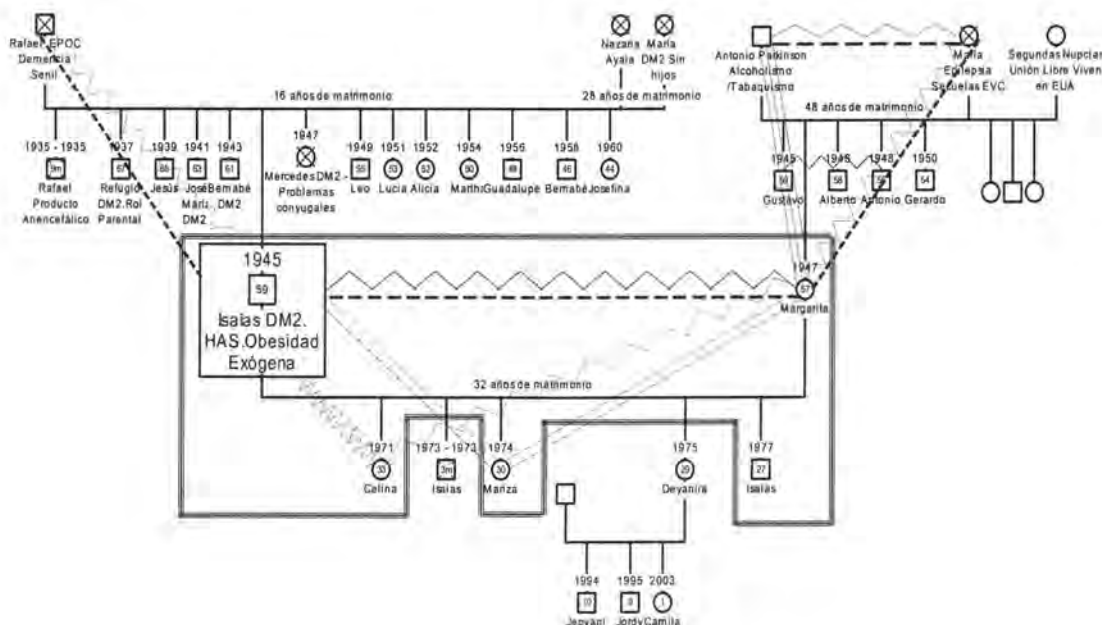 Rafael. EPOC
Demencia
Senil
Nazaria
Ayala
María
DM2 Sin
hijos
Antonio Parkinson
Alcoholismo
/Tabaquismo
María
Epilepsia
Secuelas EVC
Segundas Nupcias
Unión Libre Viven
en EUA
16 años de matrimonio
28 años de matrimonio
48 años de matrimonio
1935 - 1935
9m
Rafael
Producto
Anencefálico
1937
67
Refugio
DM2.Rol
Parental
1939
65
Jesús
1941
63
José
María
DM2
1943
61
Bernabé
DM2
1947
Mercedes DM2 -
Problemas
conyugales
1949
55
Leo
1951
53
Lucía
1952
52
Alicia
1954
50
Martha
1956
48
Guadalupe
1958
46
Bernabé
1960
44
Josefina
1945
59
Gustavo
1946
58
Alberto
1948
56
Antonio
1950
54
Gerardo
1945
59
Isaías DM2.
HAS.Obesidad
Exógena
1947
57
Margarita
32 años de matrimonio
1971
33
Celina
1973 - 1973
3m
Isaías
1974
30
Mariza
1975
29
Deyanira
1977
27
Isaías
1994
10
1995
Jordy
2003
1
Camila